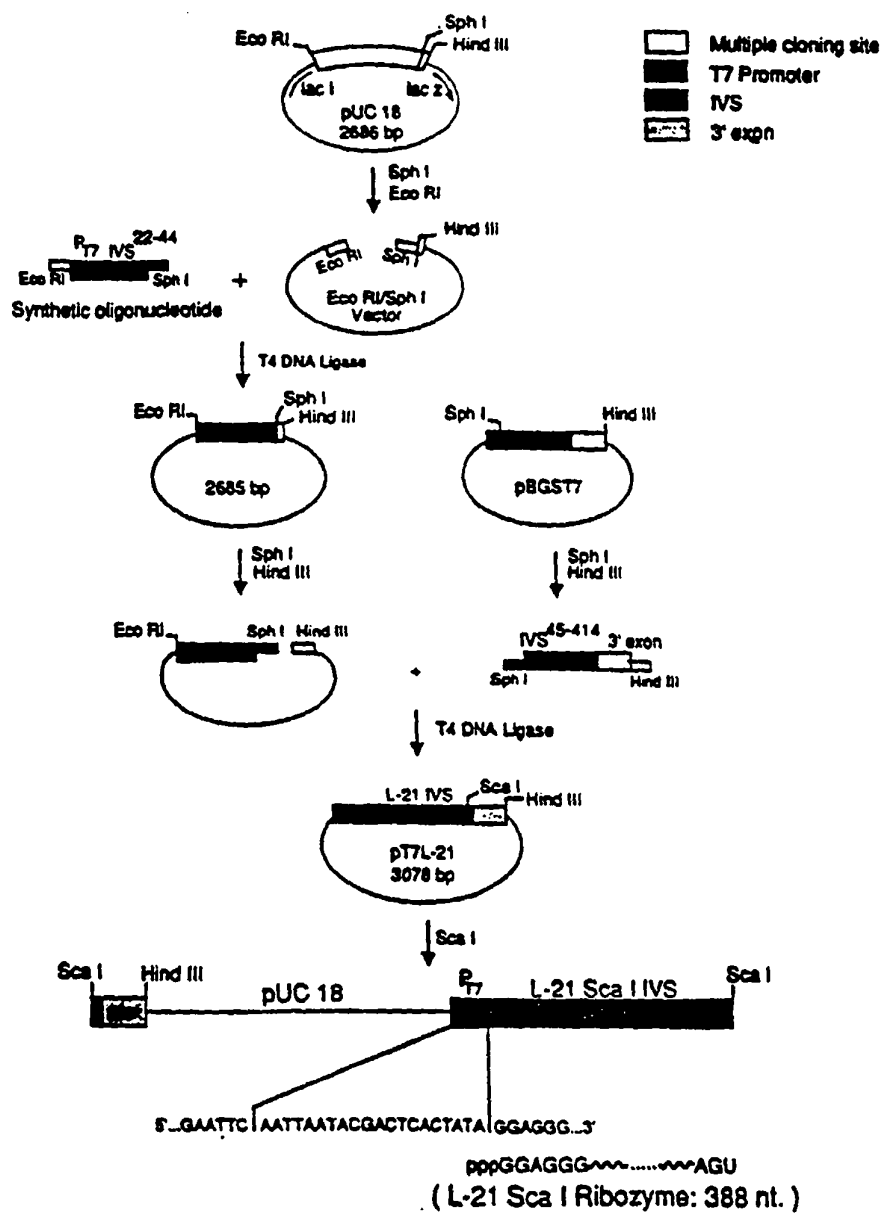 Sph I
Eco RI
Hind III
lac i
lac z
pUC 18
2686 bp
Multiple cloning site
T7 Promoter
IVS
3' exon
Sph I
Eco RI
PT7 IVS22-44
Eco RI
Sph I
Synthetic oligonucleotide
+
Hind III
Eco RI
Sph I
Eco RI/Sph I
Vector
T4 DNA Ligase
Eco RI
Sph I
Hind III
2685 bp
Sph I
Hind III
pBGST7
Sph I
Hind III
Sph I
Hind III
Eco RI
Sph I
Hind III
+
IVS45-414
3' exon
Sph I
Hind III
T4 DNA Ligase
L-21 IVS
Sca I
Hind III
pT7L-21
3078 bp
Sca I
Sca I
Hind III
pUC 18
PT7
L-21 Sca I IVS
Sca I
5'...GAATTC AATTAATACGACTCACTATA GGAGGG...3'
pppGGAGGG.....AGU
( L-21 Sca I Ribozyme: 388 nt. )